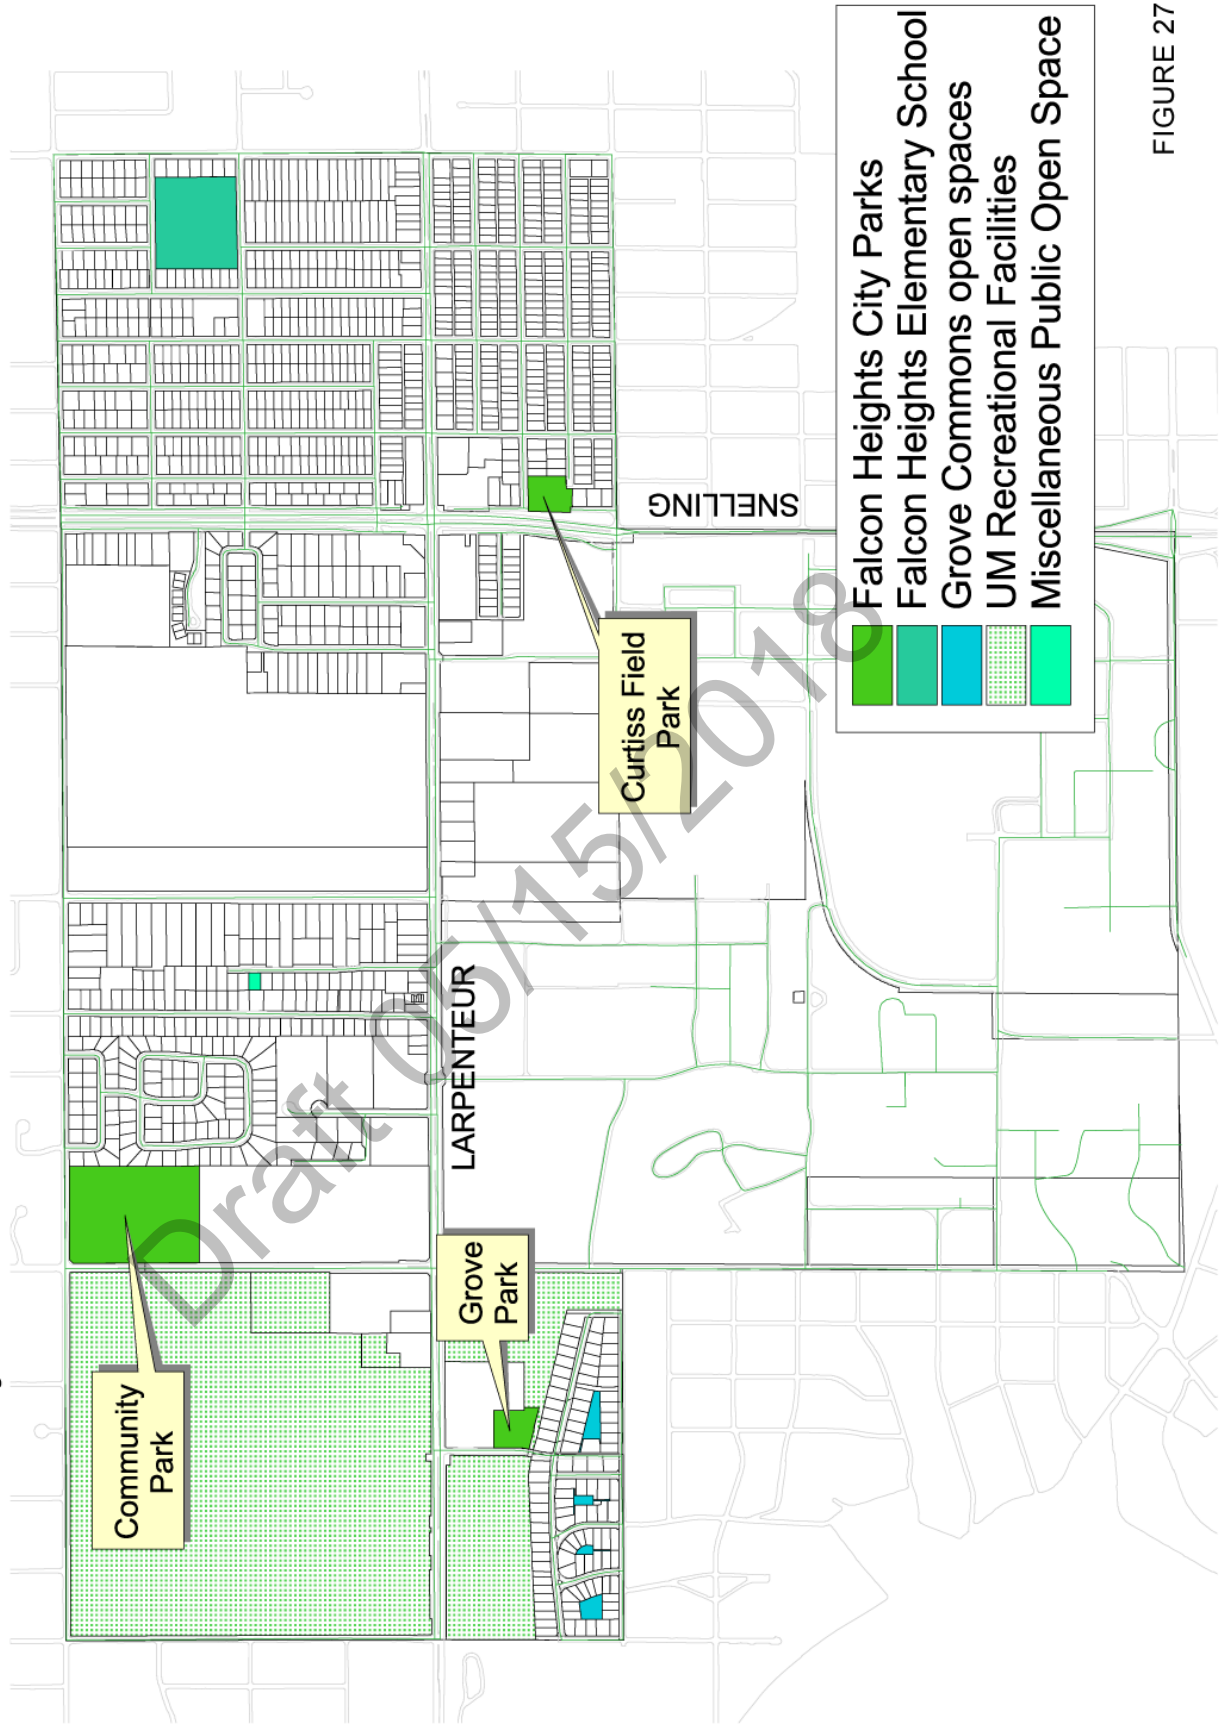 Community
Park
Grove
Park
LARPENTEUR
Curtiss Field
Park
SNELLING
Falcon Heights City Parks
Falcon Heights Elementary School
Grove Commons open spaces
UM Recreational Facilities
Miscellaneous Public Open Space
FIGURE 27
Draft 05/15/2018